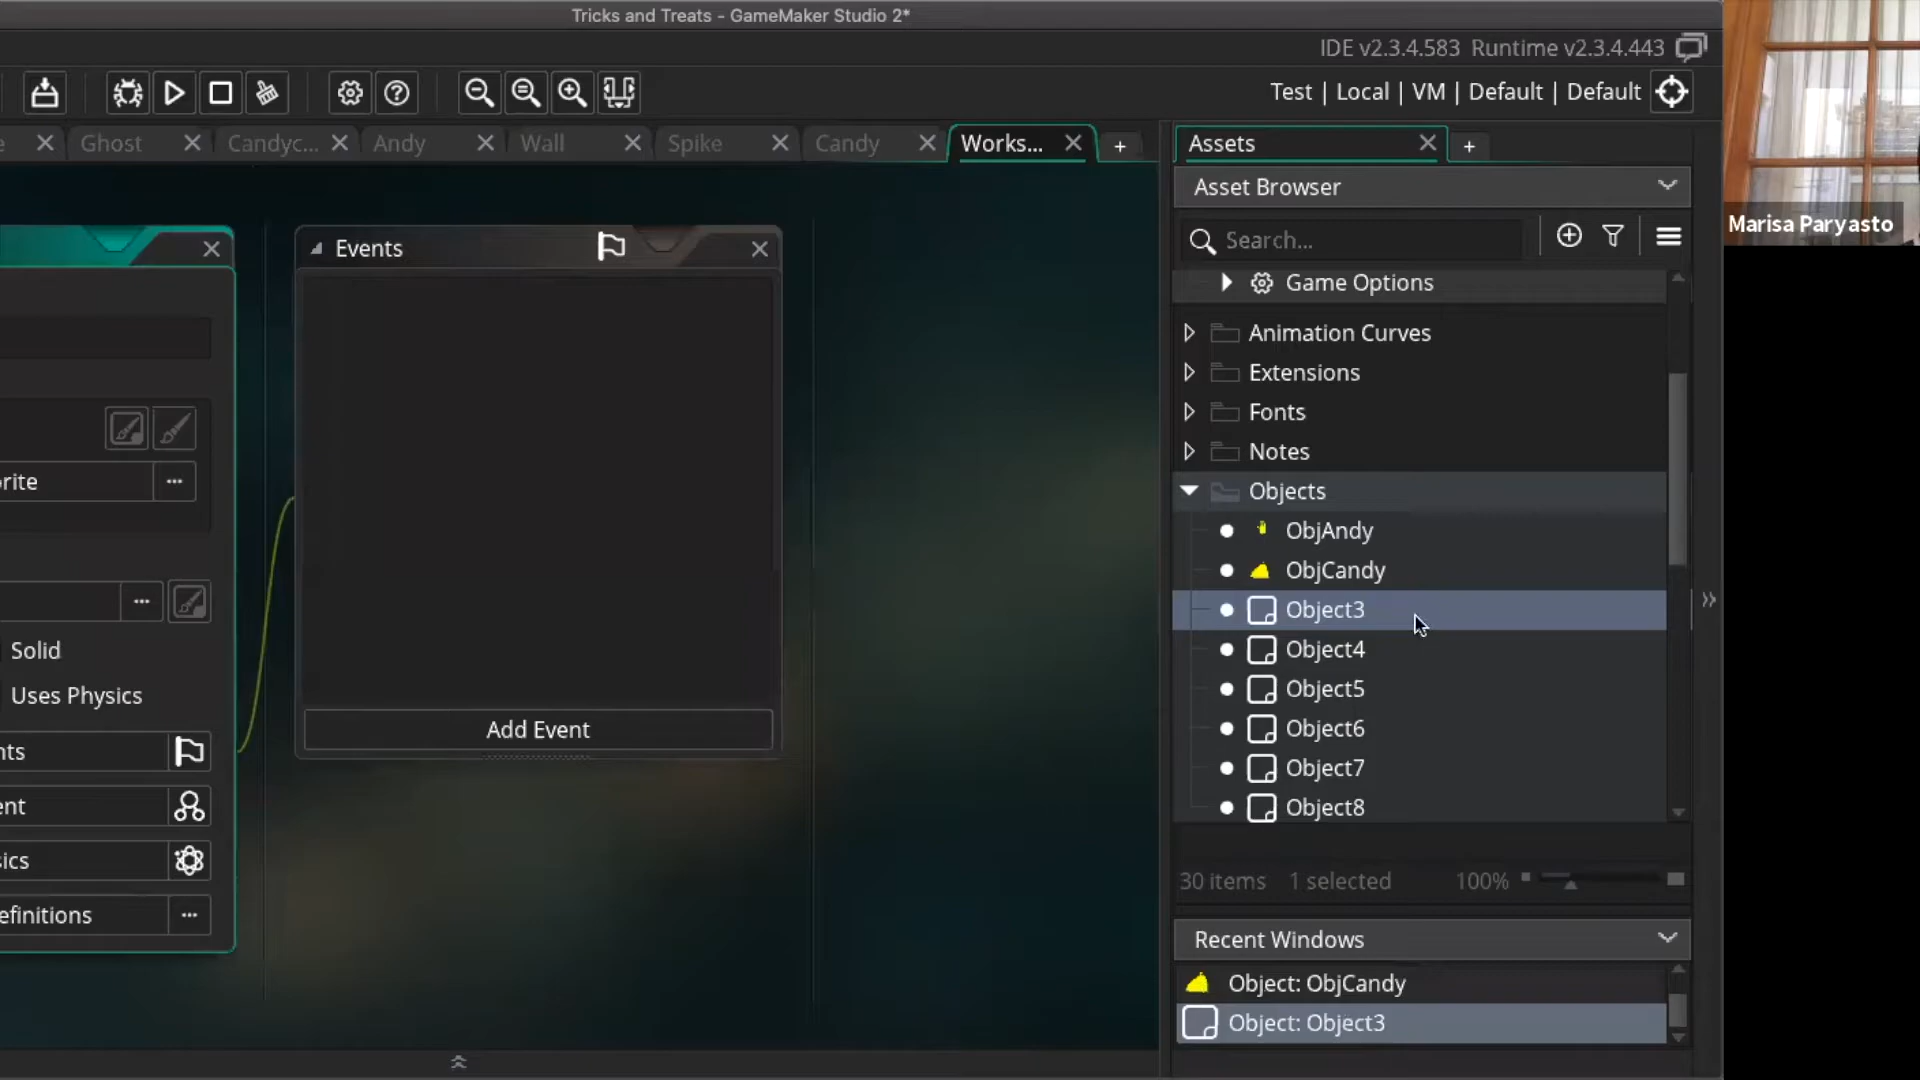 Tricks and Treats - GameMaker Studio 2*
IDE v2.3.4.583 Runtime v2.3.4.443
Test | Local | VM | Default | Default
e
Ghost
Candyc...
Andy
Wall
Spike
Candy
Works...
+
Assets
+
Asset Browser
Search...
Marisa Paryasto
Events
Game Options
Animation Curves
Extensions
Fonts
Notes
rite
...
Objects
ObjAndy
ObjCandy
...
Object3
Solid
Object4
Uses Physics
Object5
nts
Add Event
Object6
Object7
ent
Object8
sics
30 items 1 selected 100%
efinitions
...
Recent Windows
Object: ObjCandy
Object: Object3